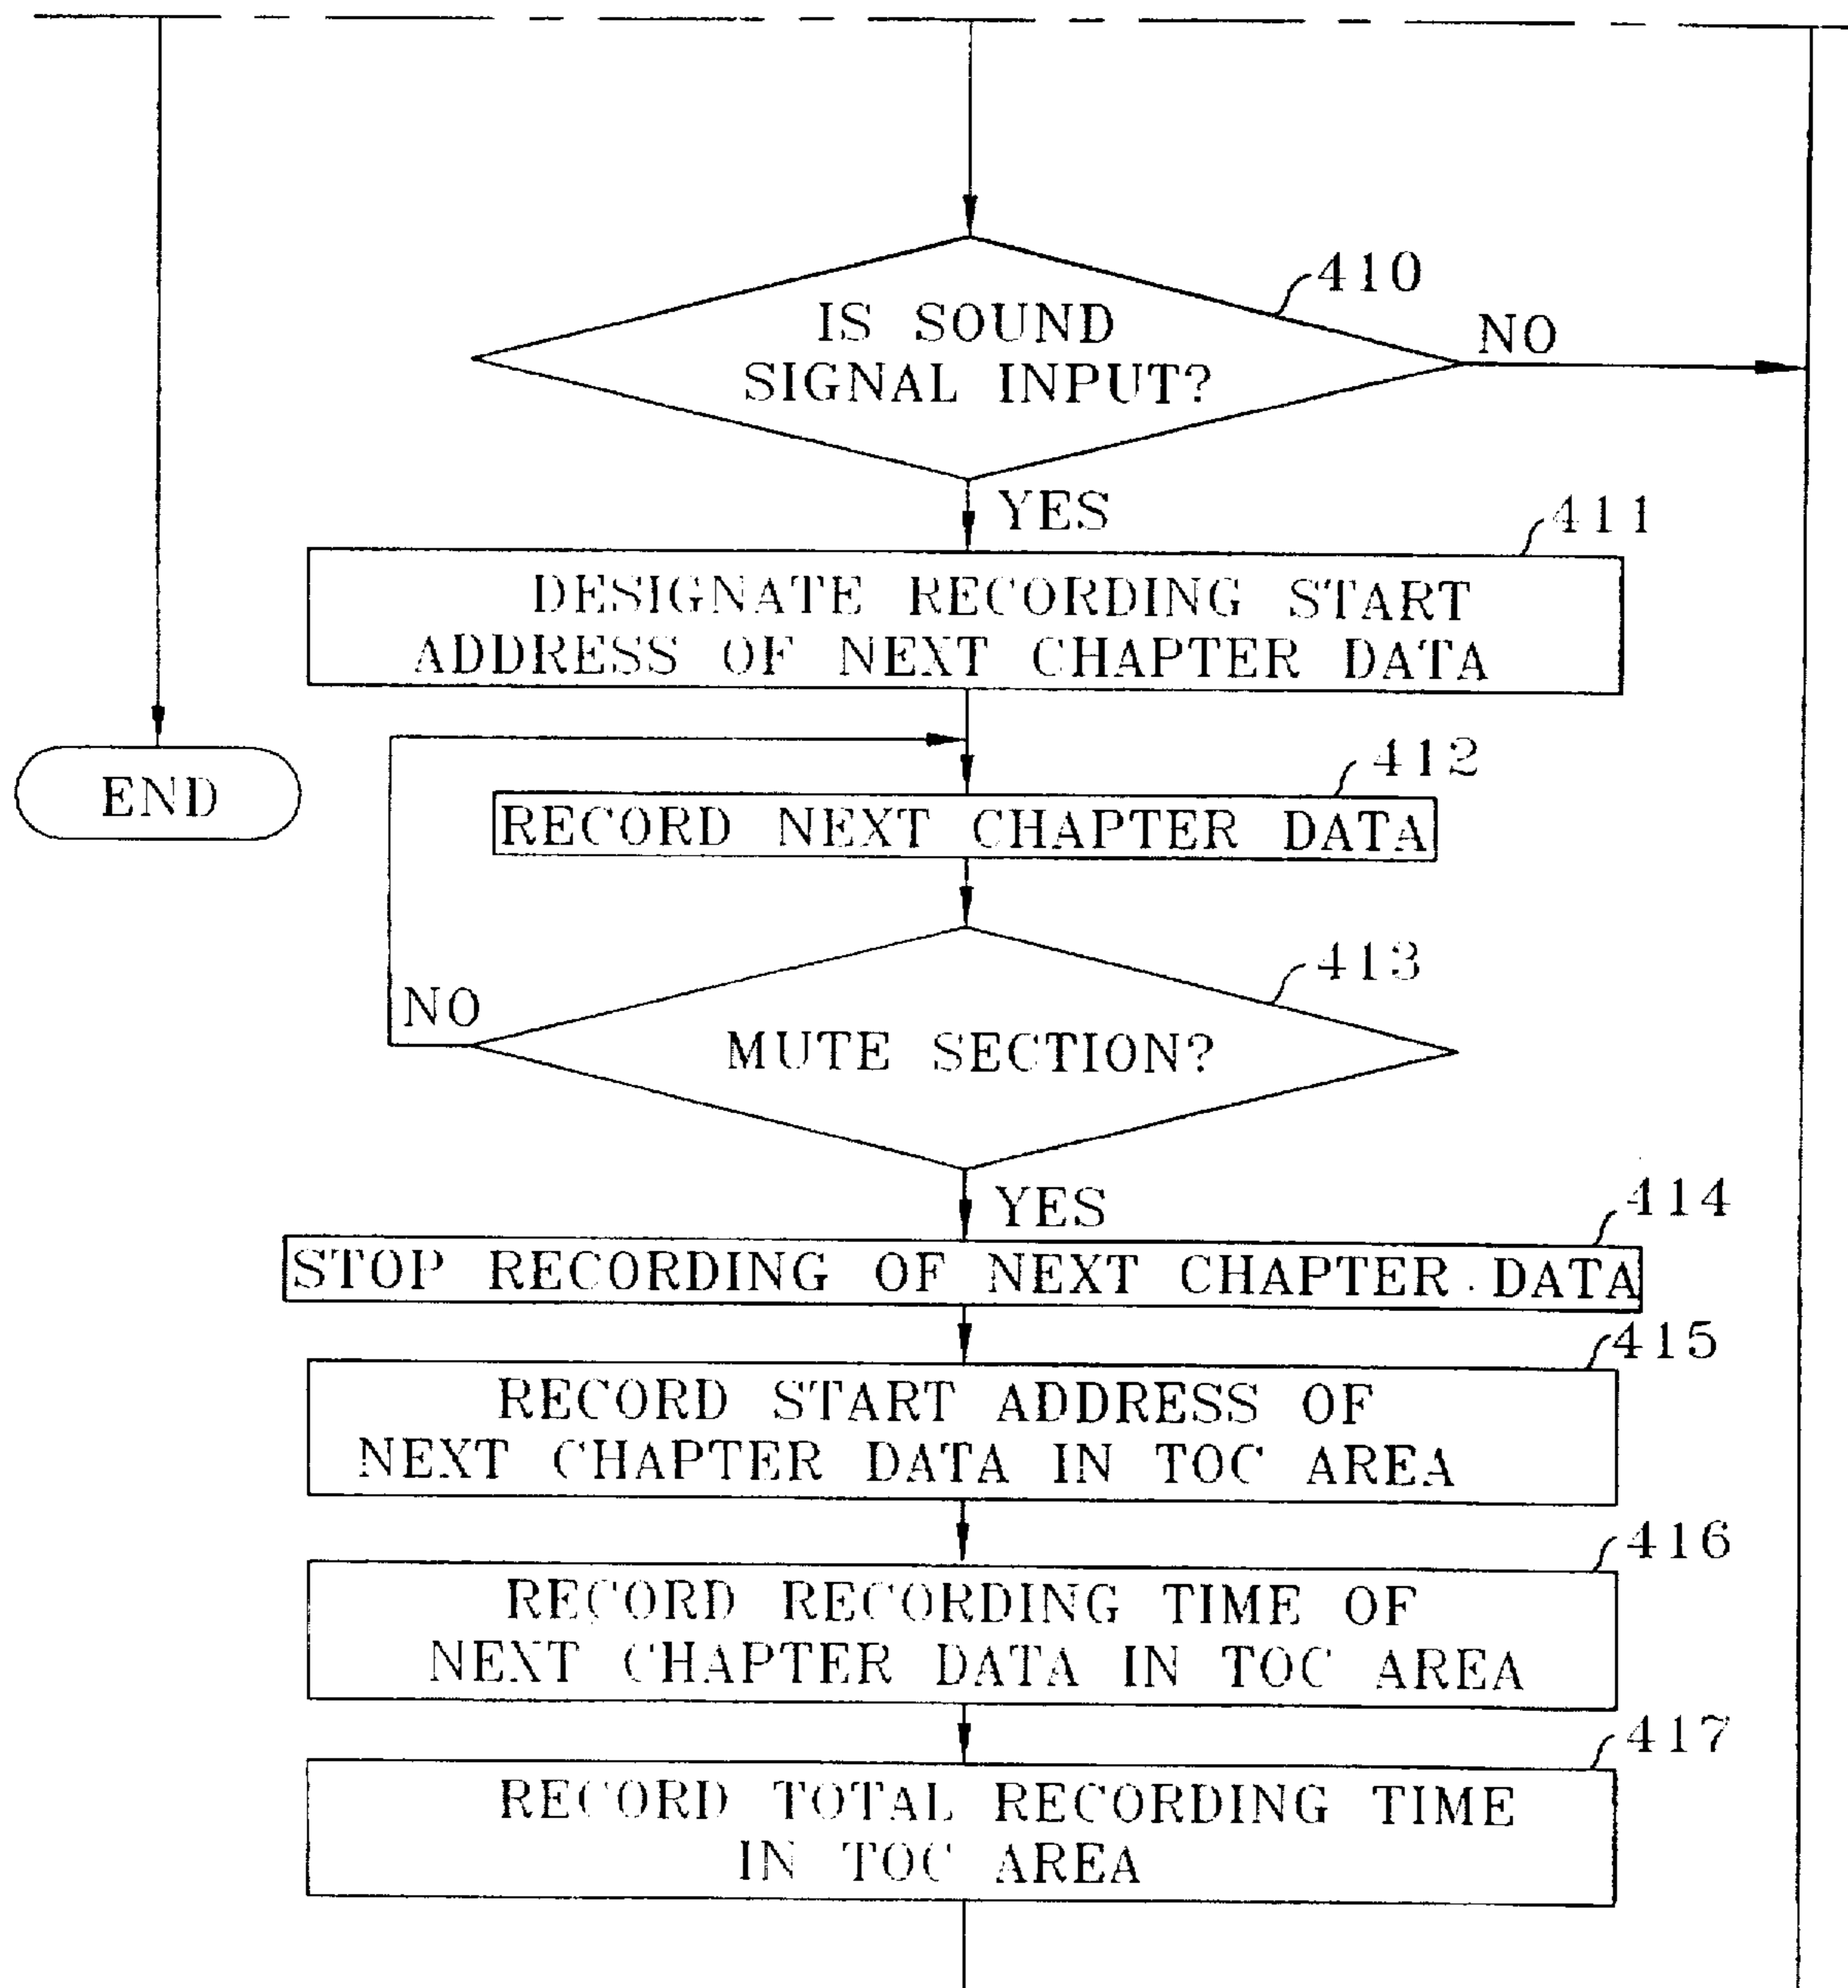 410
IS SOUND
SIGNAL INPUT?
NO
YES
411
DESIGNATE RECORDING START
ADDRESS OF NEXT CHAPTER DATA
END
412
RECORD NEXT CHAPTER DATA
413
NO
MUTE SECTION?
YES
414
STOP RECORDING OF NEXT CHAPTER DATA
415
RECORD START ADDRESS OF
NEXT CHAPTER DATA IN TOC AREA
416
RECORD RECORDING TIME OF
NEXT CHAPTER DATA IN TOC AREA
417
RECORD TOTAL RECORDING TIME
IN TOC AREA